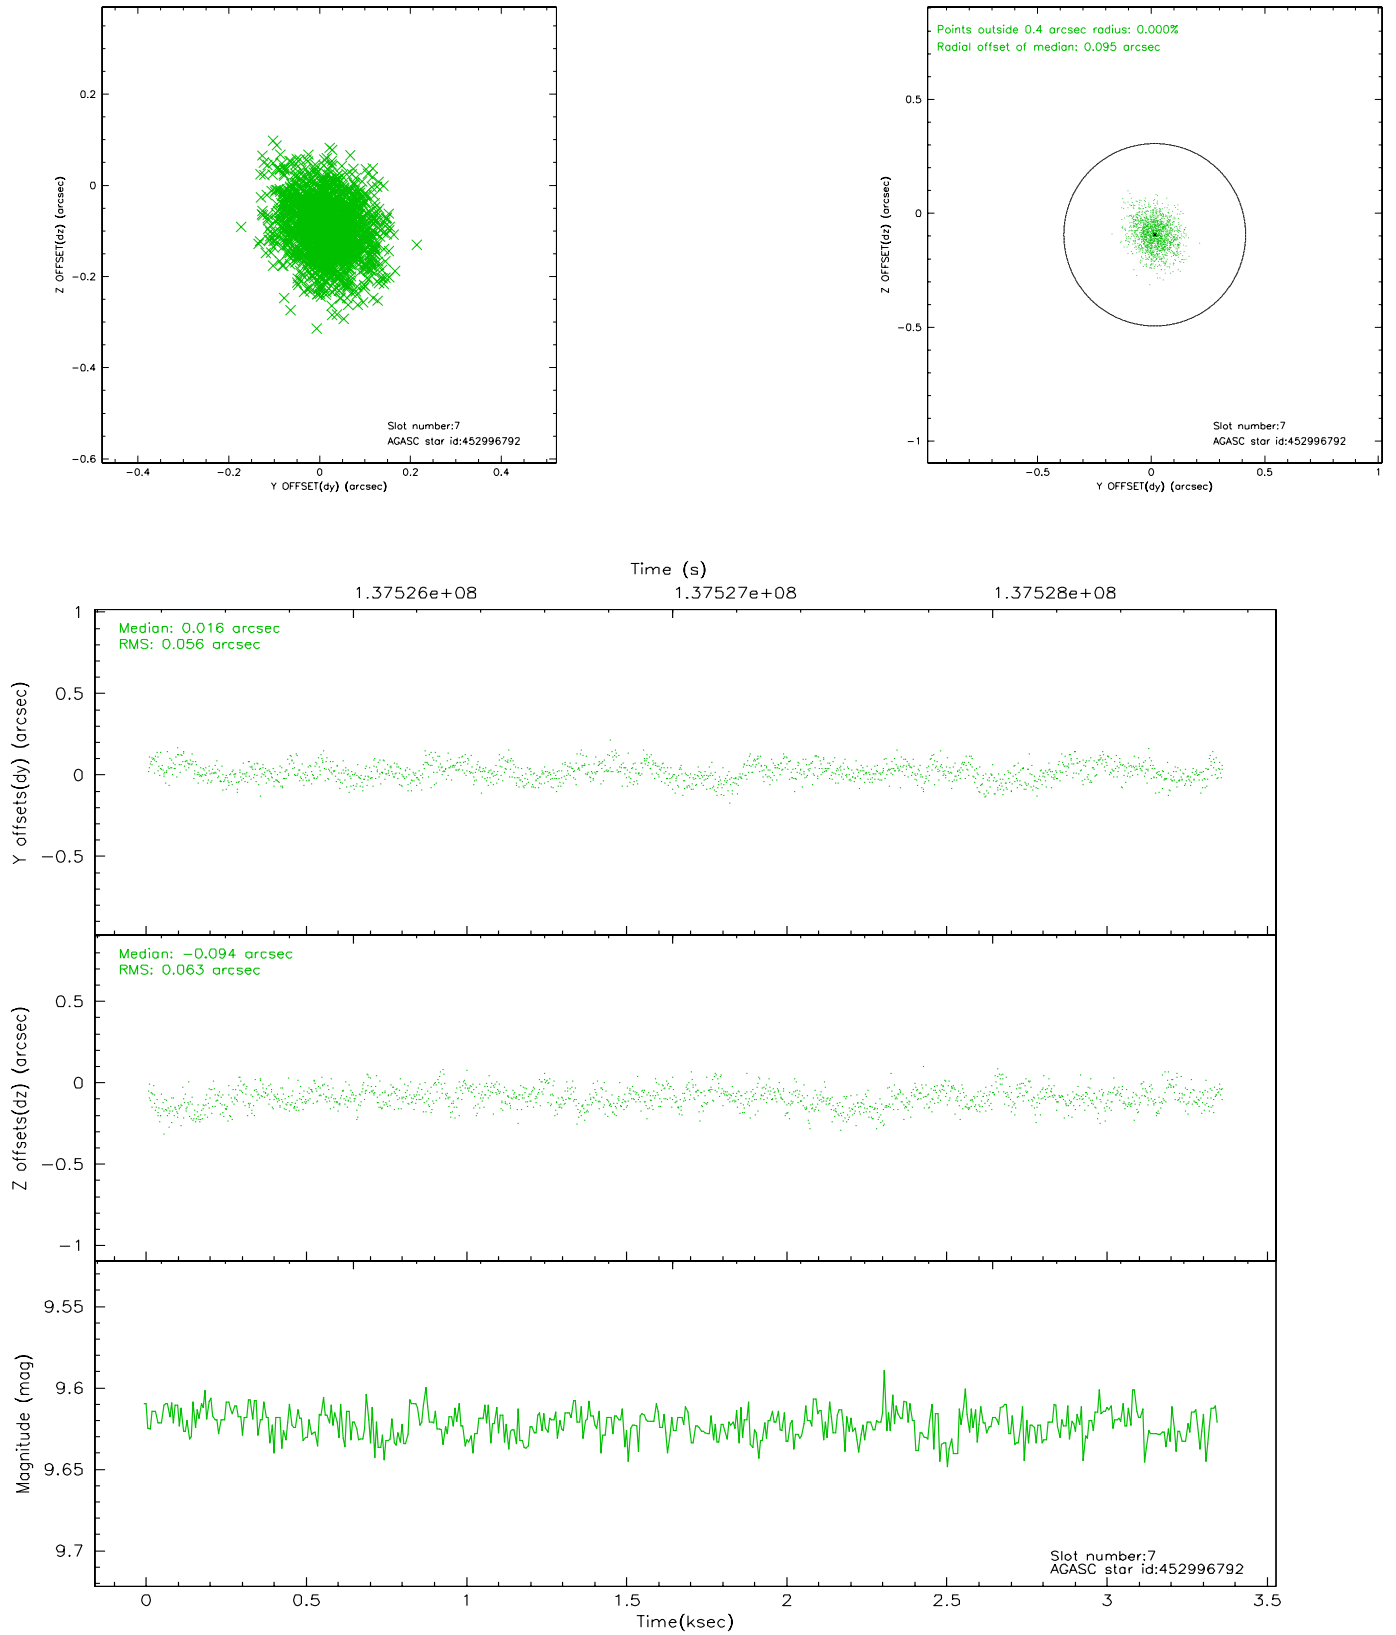 0.2
0
−0.2
−0.4
−0.6
Z OFFSET(dz) (arcsec)
Slot number:7
AGASC star id:452996792
−0.4
−0.2
0
0.2
0.4
Y OFFSET(dy) (arcsec)
Points outside 0.4 arcsec radius: 0.000%
Radial offset of median: 0.095 arcsec
0.5
0
−0.5
−1
Z OFFSET(dz) (arcsec)
Slot number:7
AGASC star id:452996792
−0.5
0
0.5
1
Y OFFSET(dy) (arcsec)
Time (s)
1.37526e+08
1.37527e+08
1.37528e+08
Median: 0.016 arcsec
RMS: 0.056 arcsec
1
0.5
0
−0.5
Y offsets(dy) (arcsec)
Median: −0.094 arcsec
RMS: 0.063 arcsec
0.5
0
−0.5
−1
Z offsets(dz) (arcsec)
9.55
9.6
9.65
9.7
Magnitude (mag)
Slot number:7
AGASC star id:452996792
0
0.5
1
1.5
2
2.5
3
3.5
Time(ksec)